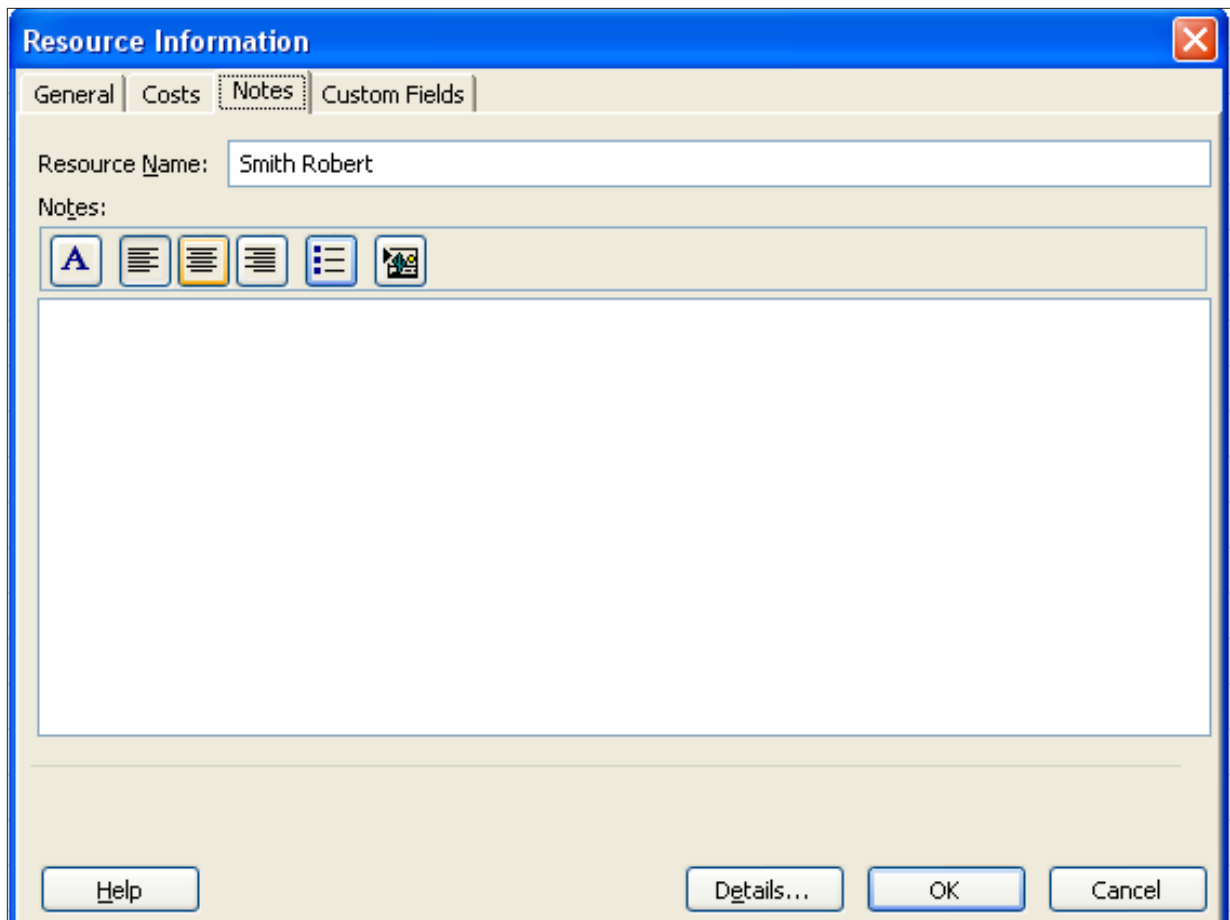 Resource Information
General Costs Notes Custom Fields
Resource Name: Smith Robert
Notes:
A
Help Details... OK Cancel